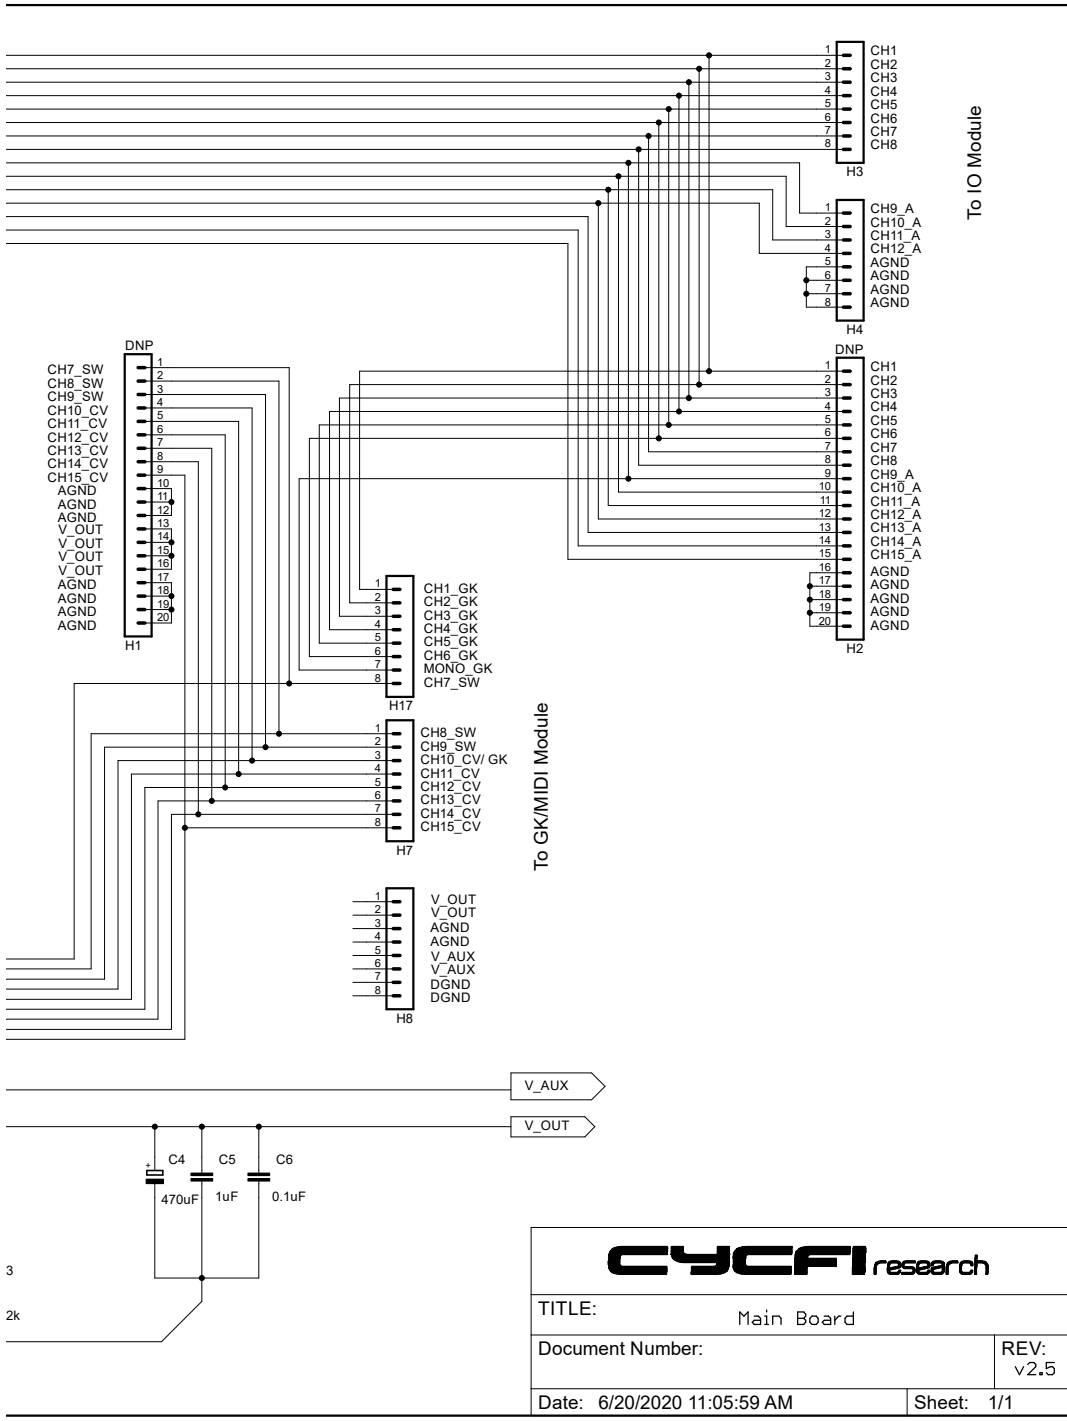 1 CH1
2 CH2
3 CH3
4 CH4
5 CH5
6 CH6
7 CH7
8 CH8
H3
To IO Module
1 CH9_A
2 CH10_A
3 CH11_A
4 CH12_A
5 AGND
6 AGND
7 AGND
8 AGND
H4
DNP
1 CH1
2 CH2
3 CH3
4 CH4
5 CH5
6 CH6
7 CH7
8 CH8
9 CH9_A
10 CH10_A
11 CH11_A
12 CH12_A
13 CH13_A
14 CH14_A
15 CH15_A
16 AGND
17 AGND
18 AGND
19 AGND
20 AGND
H2
DNP
CH7_SW 1
CH8_SW 2
CH9_SW 3
CH10_CV 4
CH11_CV 5
CH12_CV 6
CH13_CV 7
CH14_CV 8
CH15_CV 9
AGND 10
AGND 11
AGND 12
V_OUT 13
V_OUT 14
V_OUT 15
V_OUT 16
AGND 17
AGND 18
AGND 19
AGND 20
H1
1 CH1_GK
2 CH2_GK
3 CH3_GK
4 CH4_GK
5 CH5_GK
6 CH6_GK
7 MONO_GK
8 CH7_SW
H17
1 CH8_SW
2 CH9_SW
3 CH10_CV/ GK
4 CH11_CV
5 CH12_CV
6 CH13_CV
7 CH14_CV
8 CH15_CV
H7
To GK/MIDI Module
1 V_OUT
2 V_OUT
3 AGND
4 AGND
5 V_AUX
6 V_AUX
7 DGND
8 DGND
H8
V_AUX
V_OUT
+ C4 C5 C6
470uF 1uF 0.1uF
3
2k
CYCFI research
TITLE: Main Board
Document Number:
REV:
v2.5
Date: 6/20/2020 11:05:59 AM
Sheet: 1/1